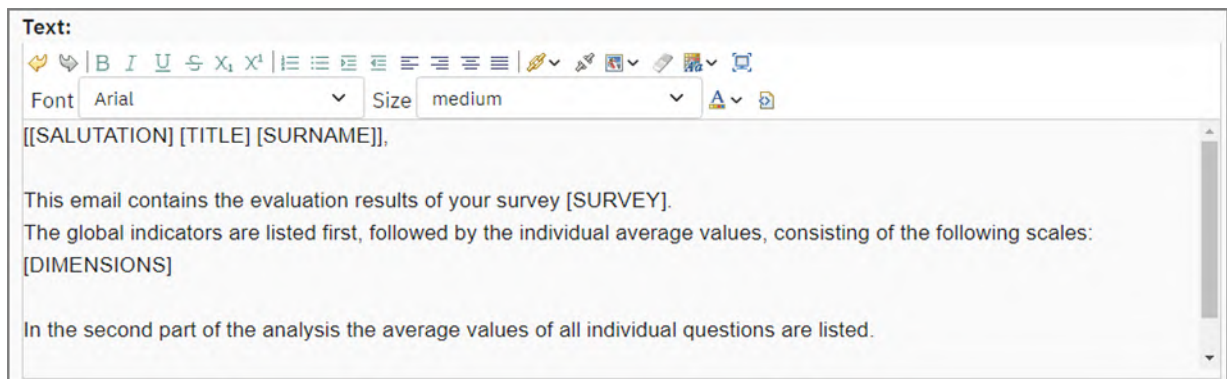 Text:
B I U S X₁ X¹
Font Arial Size medium A
[[SALUTATION] [TITLE] [SURNAME]],
This email contains the evaluation results of your survey [SURVEY].
The global indicators are listed first, followed by the individual average values, consisting of the following scales:
[DIMENSIONS]
In the second part of the analysis the average values of all individual questions are listed.